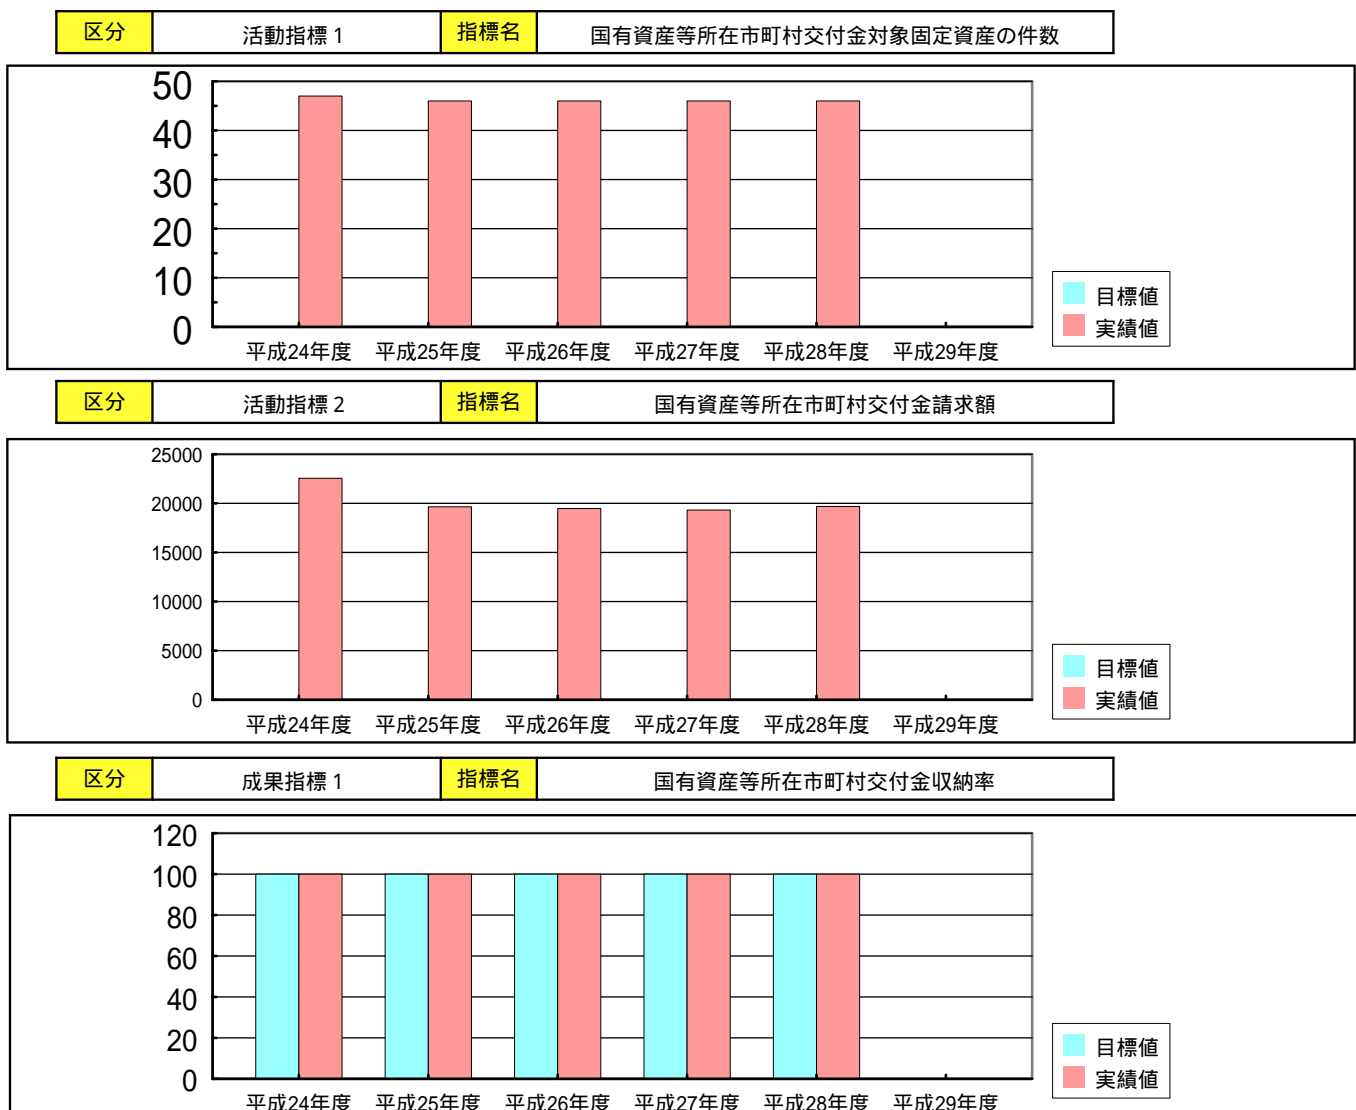 区分 活動指標1 指標名 国有資産等所在市町村交付金対象固定資産の件数
50
40
30
20
10
0
平成24年度 平成25年度 平成26年度 平成27年度 平成28年度 平成29年度
目標値
実績値
区分 活動指標2 指標名 国有資産等所在市町村交付金請求額
25000
20000
15000
10000
5000
0
平成24年度 平成25年度 平成26年度 平成27年度 平成28年度 平成29年度
目標値
実績値
区分 成果指標1 指標名 国有資産等所在市町村交付金収納率
120
100
80
60
40
20
0
平成24年度 平成25年度 平成26年度 平成27年度 平成28年度 平成29年度
目標値
実績値